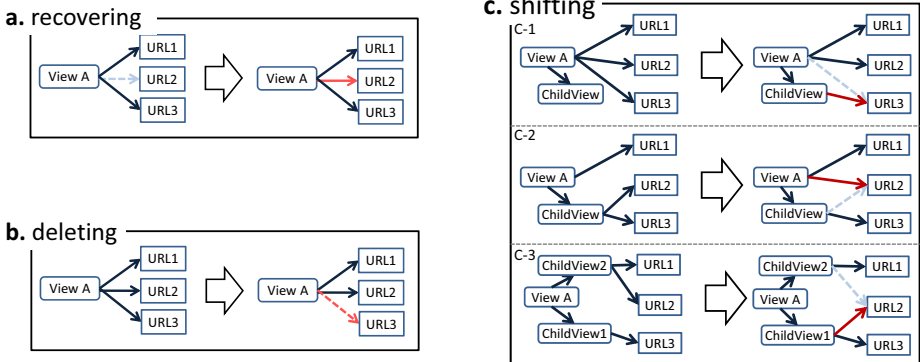 a. recovering
URL1
View A
URL2
URL3
URL1
View A
URL2
URL3
b. deleting
URL1
View A
URL2
URL3
URL1
View A
URL2
URL3
c. shifting
C-1
URL1
View A
URL2
ChildView
URL3
URL1
View A
URL2
ChildView
URL3
C-2
URL1
View A
URL2
ChildView
URL3
URL1
View A
URL2
ChildView
URL3
C-3
ChildView2
URL1
View A
URL2
ChildView1
URL3
ChildView2
URL1
View A
URL2
ChildView1
URL3